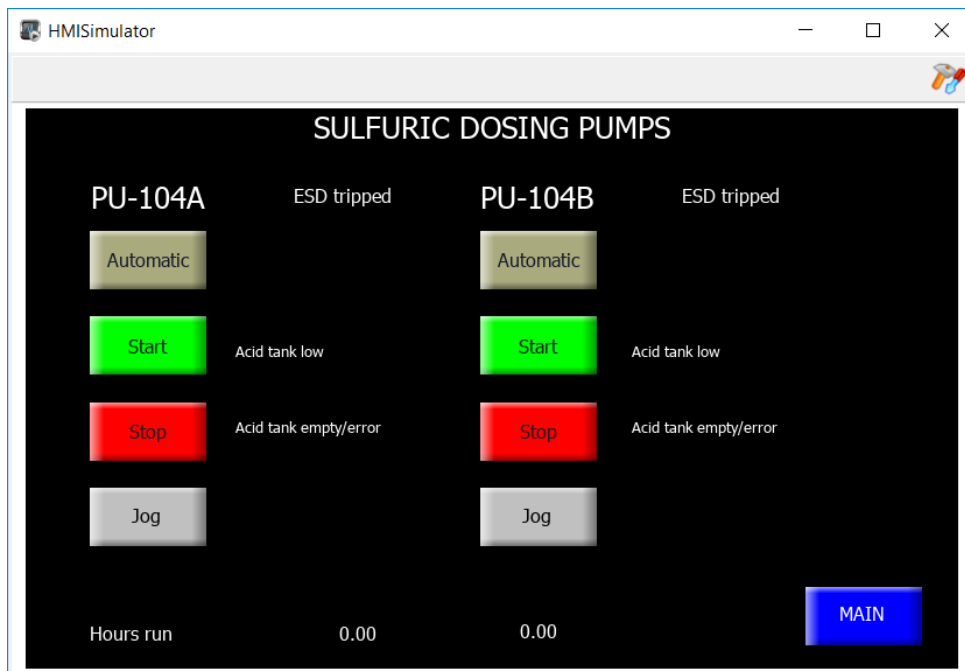 HMISimulator
SULFURIC DOSING PUMPS
PU-104A ESD tripped PU-104B ESD tripped
Automatic Automatic
Start Acid tank low Start Acid tank low
Stop Acid tank empty/error Stop Acid tank empty/error
Jog Jog
MAIN
Hours run 0.00 0.00